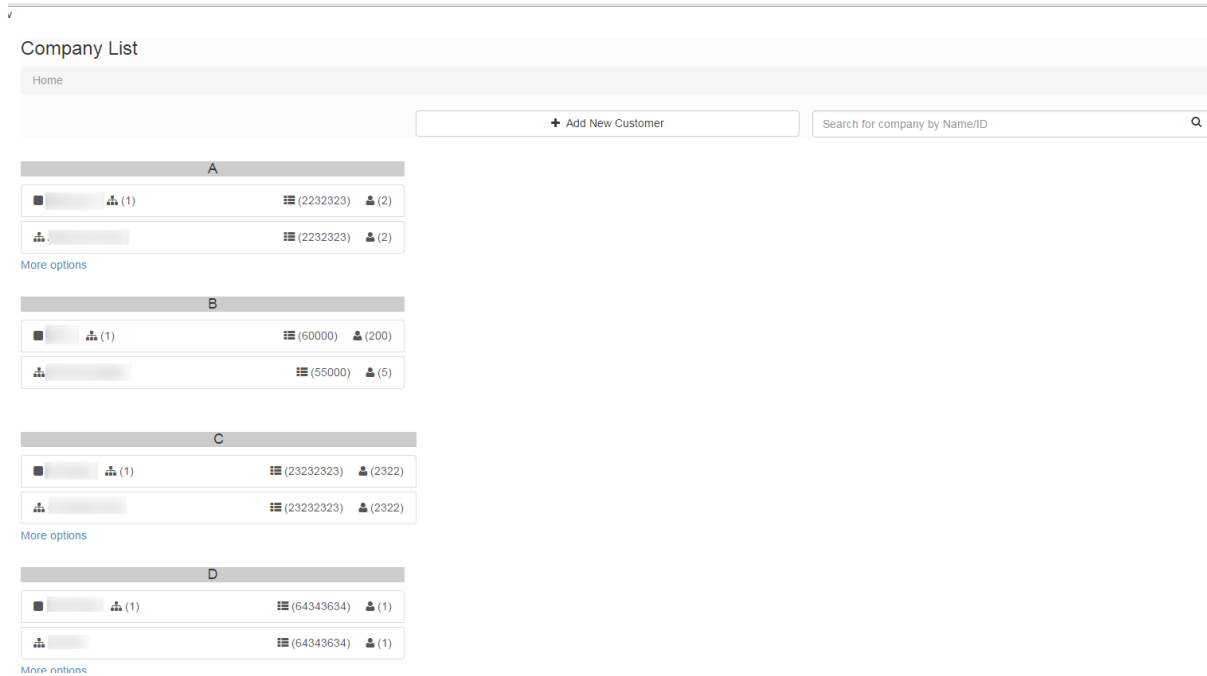 Company List
Home
Add New Customer
Search for company by Name/ID
A
(1) (2232323) (2)
(2232323) (2)
More options
B
(1) (60000) (200)
(55000) (5)
C
(1) (23232323) (2322)
(23232323) (2322)
More options
D
(1) (64343634) (1)
(64343634) (1)
More options